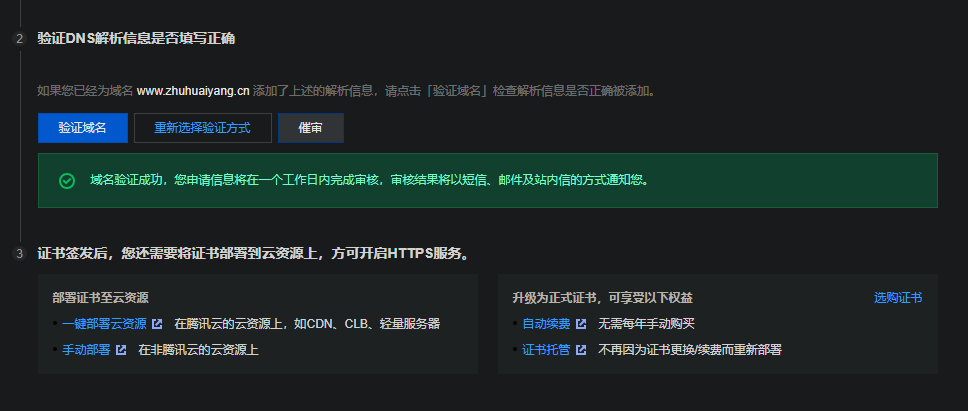 2 验证DNS解析信息是否填写正确
如果您已经为域名 www.zhuhuaiyang.cn 添加了上述的解析信息，请点击「验证域名」检查解析信息是否正确被添加。
验证域名 重新选择验证方式 催审
域名验证成功，您申请信息将在一个工作日内完成审核，审核结果将以短信、邮件及站内信的方式通知您。
3 证书签发后，您还需要将证书部署到云资源上，方可开启HTTPS服务。
部署证书至云资源
• 一键部署云资源 在腾讯云的云资源上，如CDN、CLB、轻量服务器
• 手动部署 在非腾讯云的云资源上
升级为正式证书，可享受以下权益 选购证书
• 自动续费 无需每年手动购买
• 证书托管 不再因为证书更换/续费而重新部署